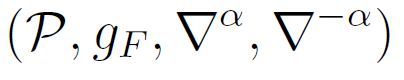 (𝒫, g_F, ∇^α, ∇^{-α})